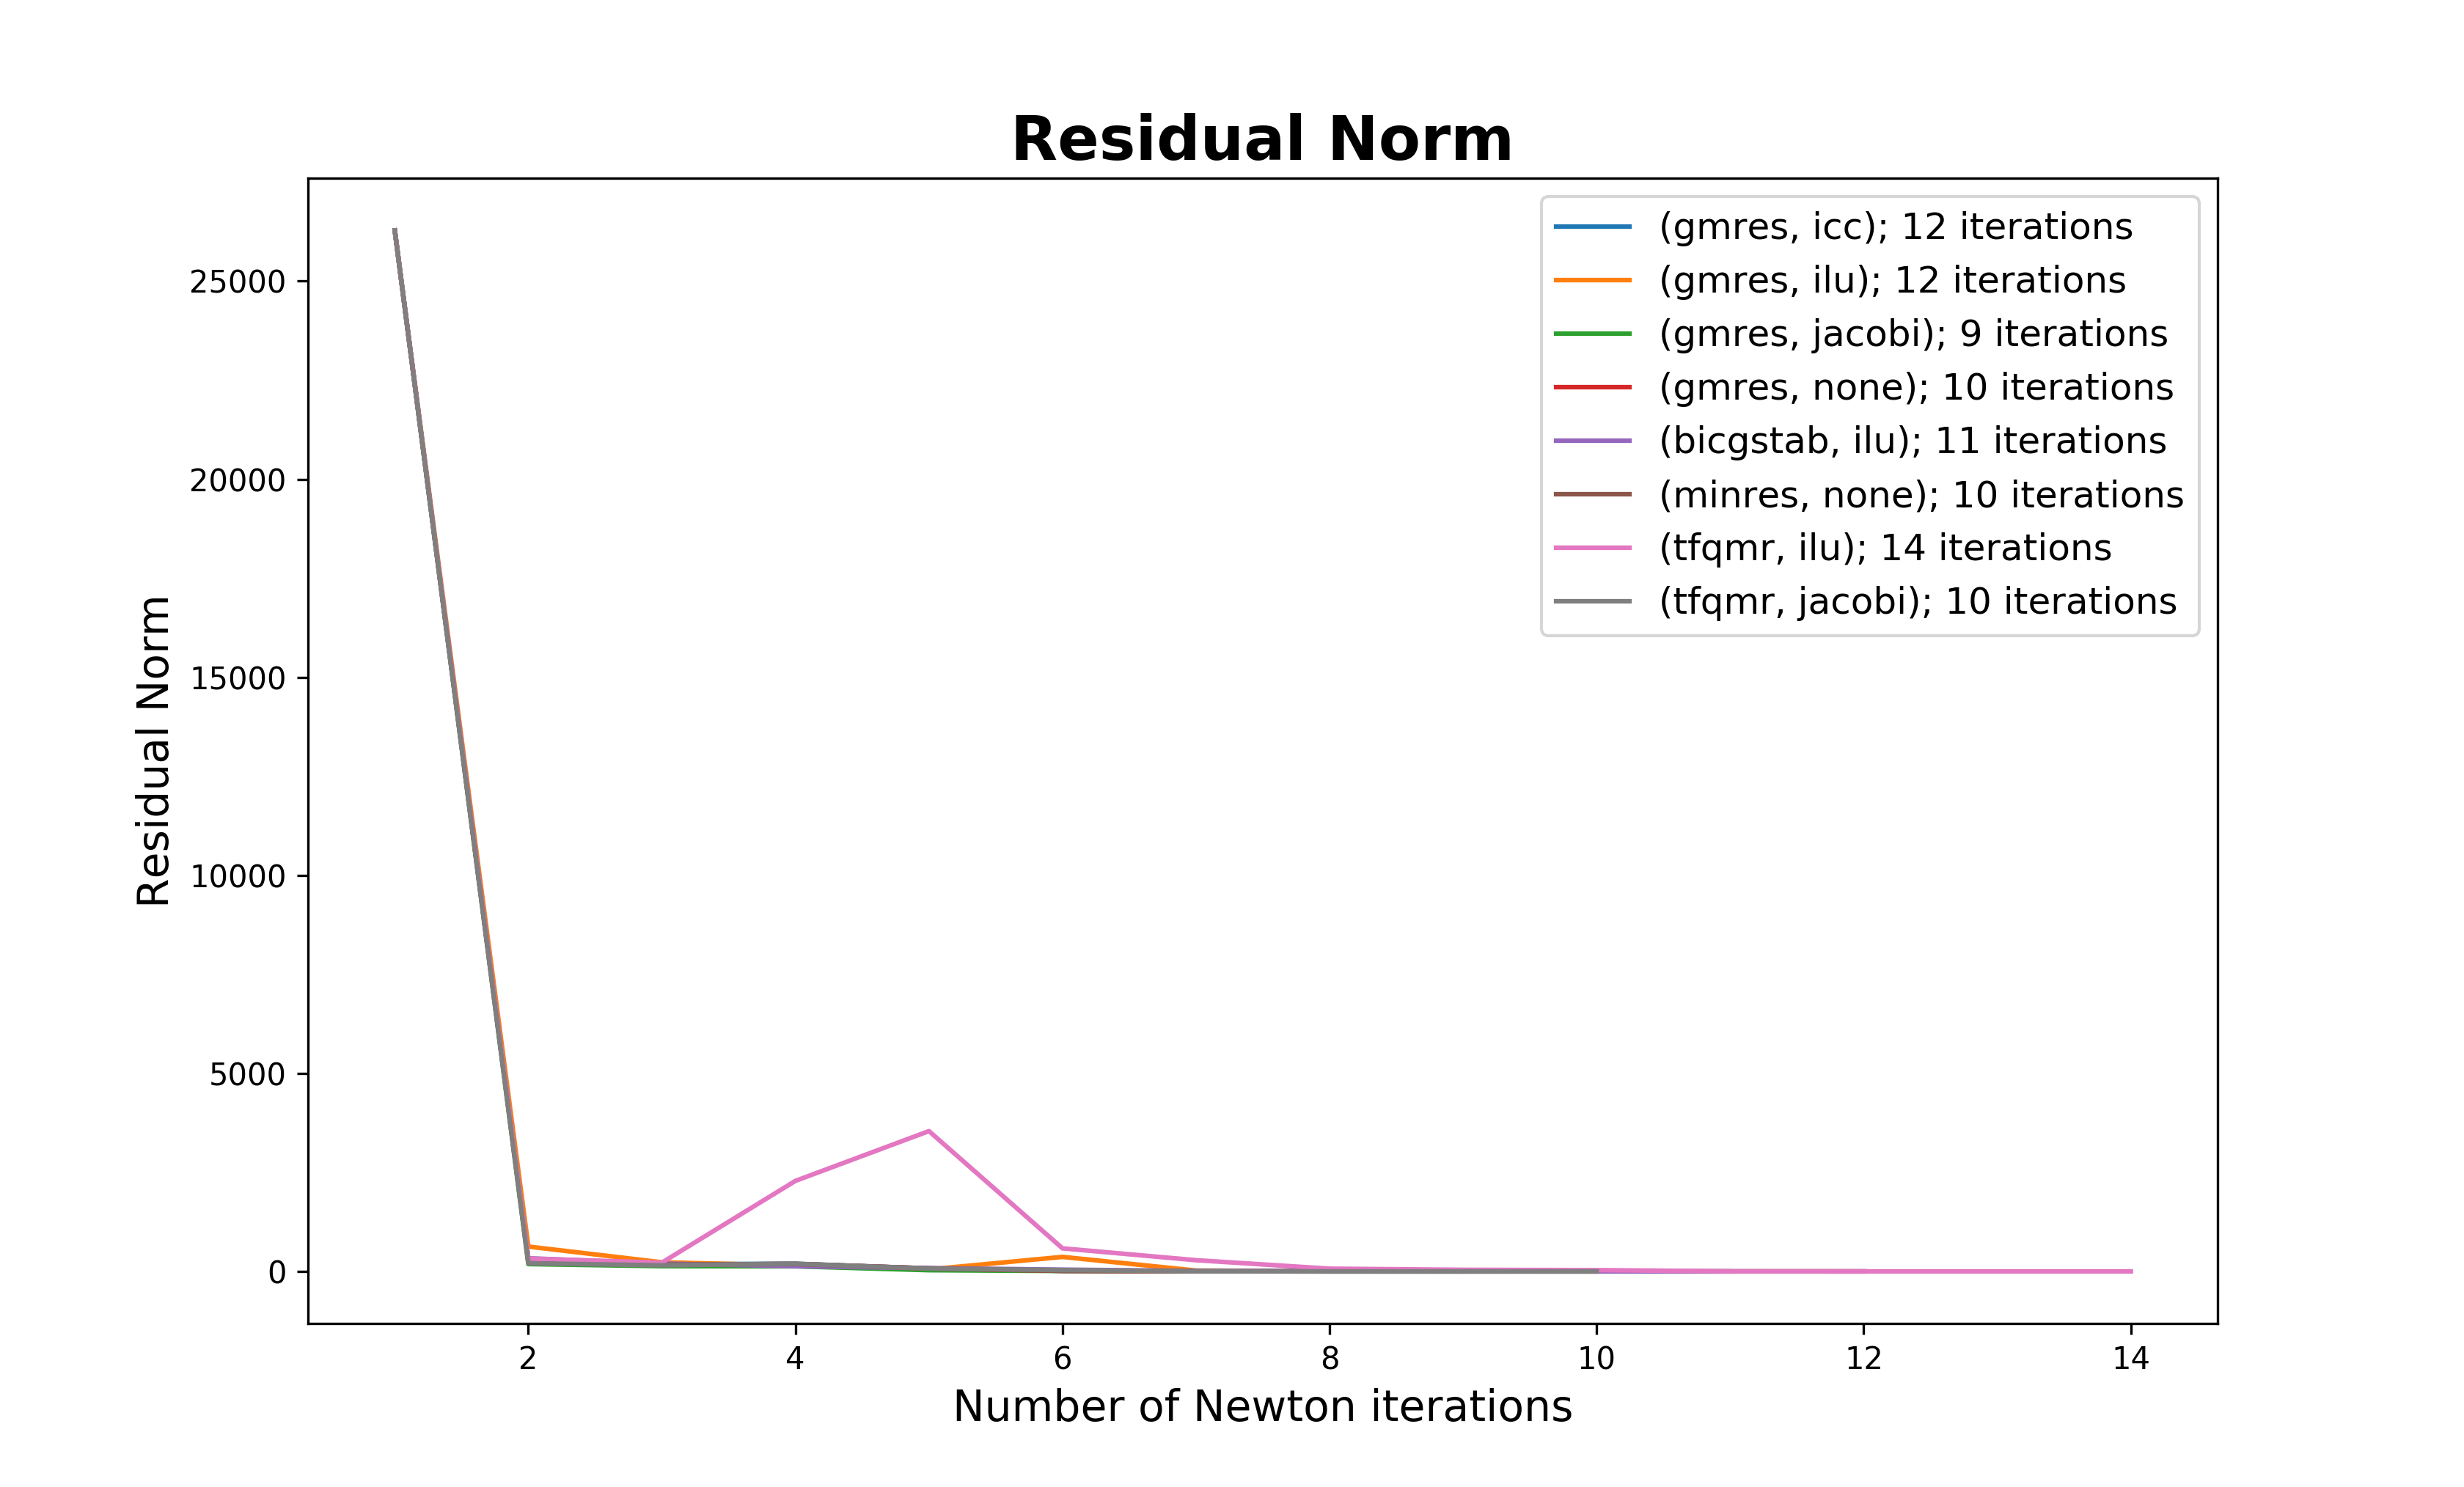 Residual Norm
(gmres, icc); 12 iterations
(gmres, ilu); 12 iterations
(gmres, jacobi); 9 iterations
(gmres, none); 10 iterations
(bicgstab, ilu); 11 iterations
(minres, none); 10 iterations
(tfqmr, ilu); 14 iterations
(tfqmr, jacobi); 10 iterations
Residual Norm
25000
20000
15000
10000
5000
0
2 4 6 8 10 12 14
Number of Newton iterations